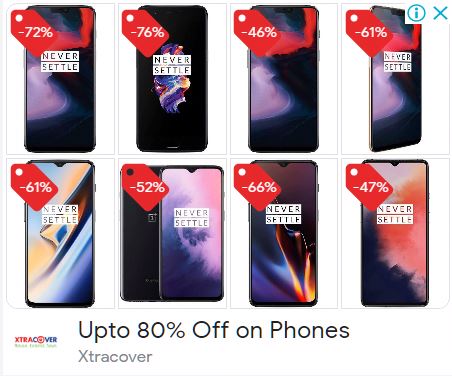 -72%
-76%
-46%
-61%
NEVER
SETTLE
NEVER
SETTLE
NEVER
SETTLE
NEVER
SETTLE
-61%
-52%
-66%
-47%
NEVER
SETTLE
NEVER
SETTLE
NEVER
SETTLE
NEVER
SETTLE
XTRACOVER
Upto 80% Off on Phones
Xtracover